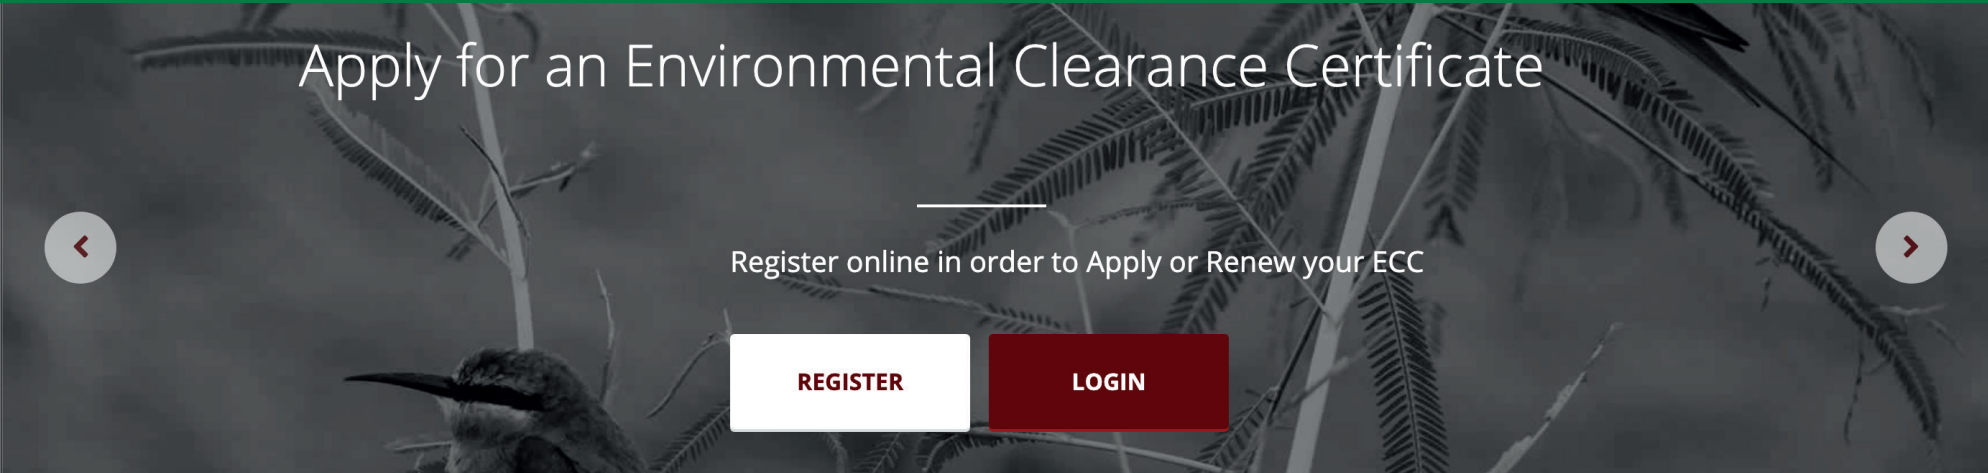 Apply for an Environmental Clearance Certificate
Register online in order to Apply or Renew your ECC
REGISTER
LOGIN